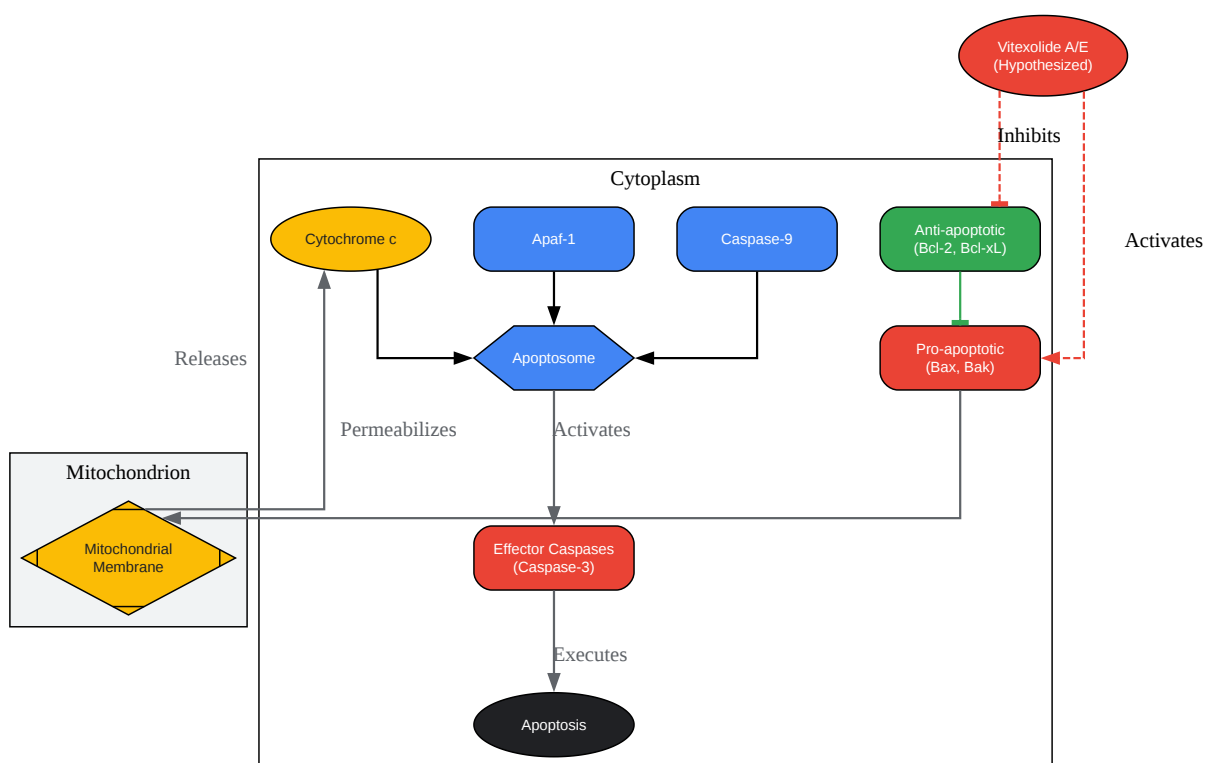 Vitexolide A/E
(Hypothesized)
Inhibits
Cytoplasm
Cytochrome c
Apaf-1
Caspase-9
Anti-apoptotic
(Bcl-2, Bcl-xL)
Activates
Releases
Apoptosome
Pro-apoptotic
(Bax, Bak)
Permeabilizes
Activates
Mitochondrion
Mitochondrial
Membrane
Effector Caspases
(Caspase-3)
Executes
Apoptosis